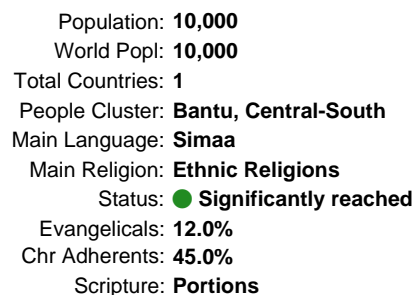 Population: 10,000
World Popl: 10,000
Total Countries: 1
People Cluster: Bantu, Central-South
Main Language: Simaa
Main Religion: Ethnic Religions
Status: Significantly reached
Evangelicals: 12.0%
Chr Adherents: 45.0%
Scripture: Portions